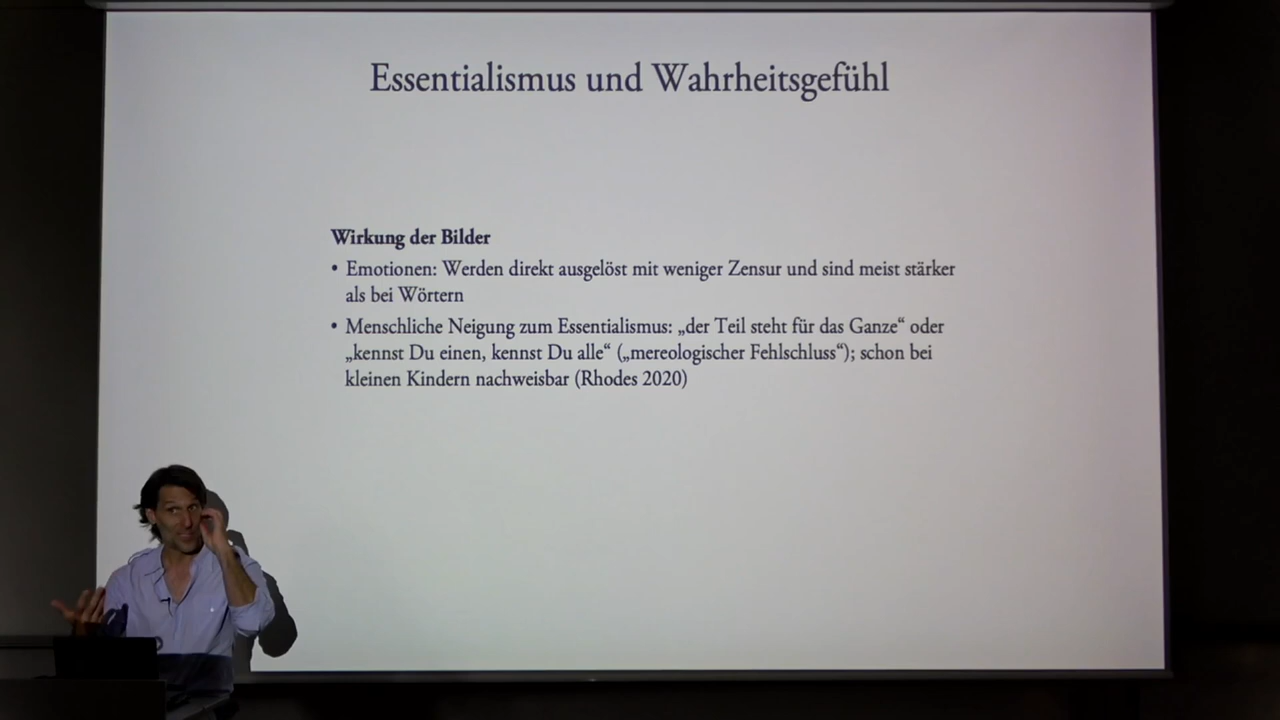 Essentialismus und Wahrheitsgefühl
Wirkung der Bilder
• Emotionen: Werden direkt ausgelöst mit weniger Zensur und sind meist stärker
als bei Wörtern
• Menschliche Neigung zum Essentialismus: „der Teil steht für das Ganze“ oder
„kennst Du einen, kennst Du alle“ („mereologischer Fehlschluss“); schon bei
kleinen Kindern nachweisbar (Rhodes 2020)